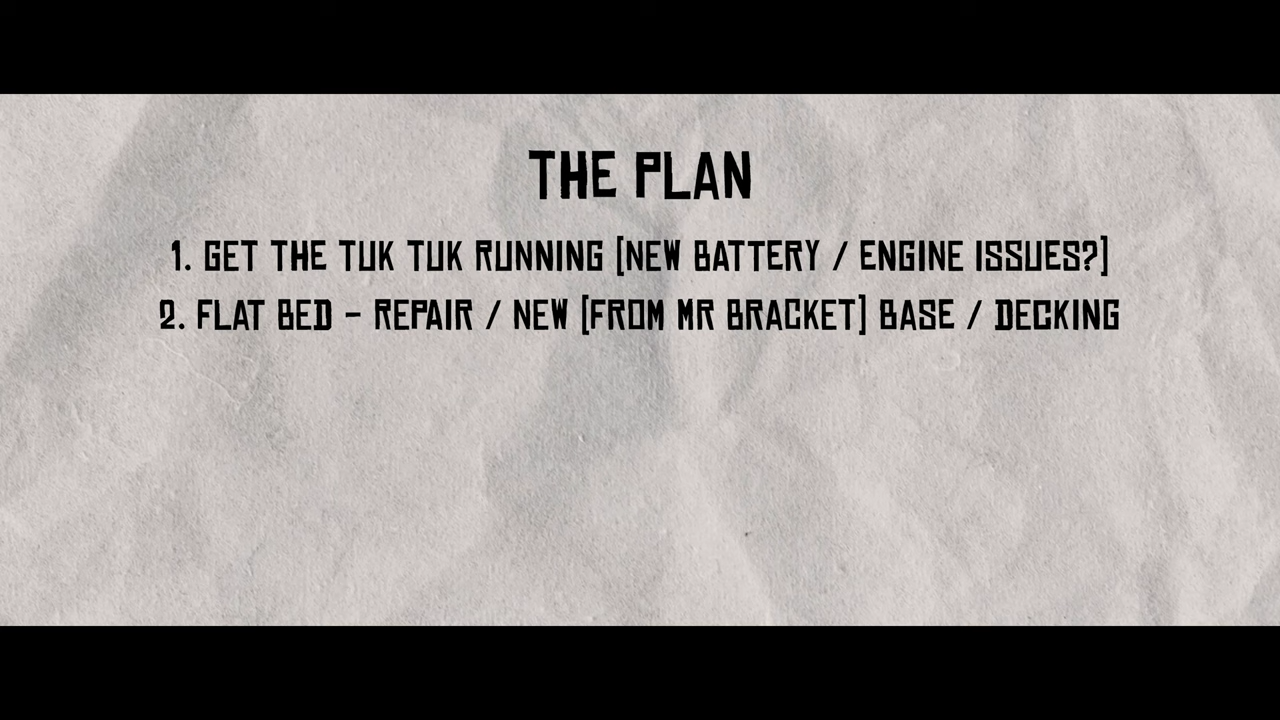 THE PLAN
1. GET THE TUK TUK RUNNING [NEW BATTERY / ENGINE ISSUES?]
2. FLAT BED - REPAIR / NEW [FROM MR BRACKET] BASE / DECKING